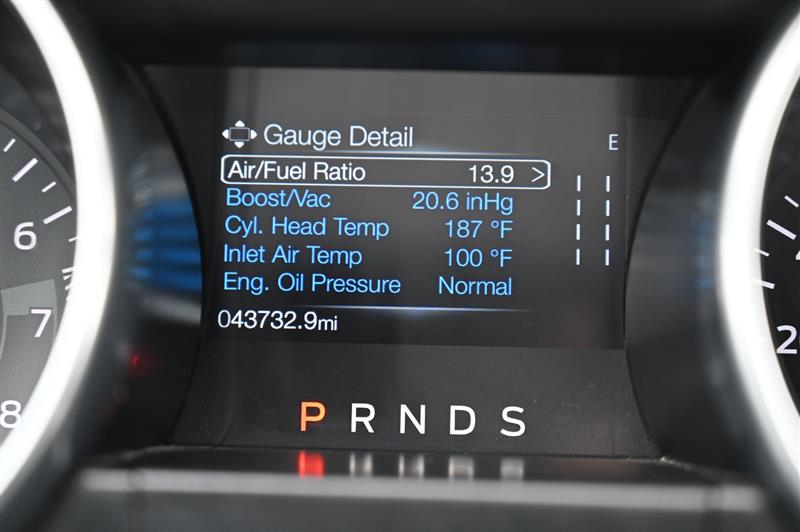 Gauge Detail E
Air/Fuel Ratio 13.9 >
Boost/Vac 20.6 inHg
Cyl. Head Temp 187 °F
Inlet Air Temp 100 °F
Eng. Oil Pressure Normal
043732.9mi
P R N D S
6
7
8
20